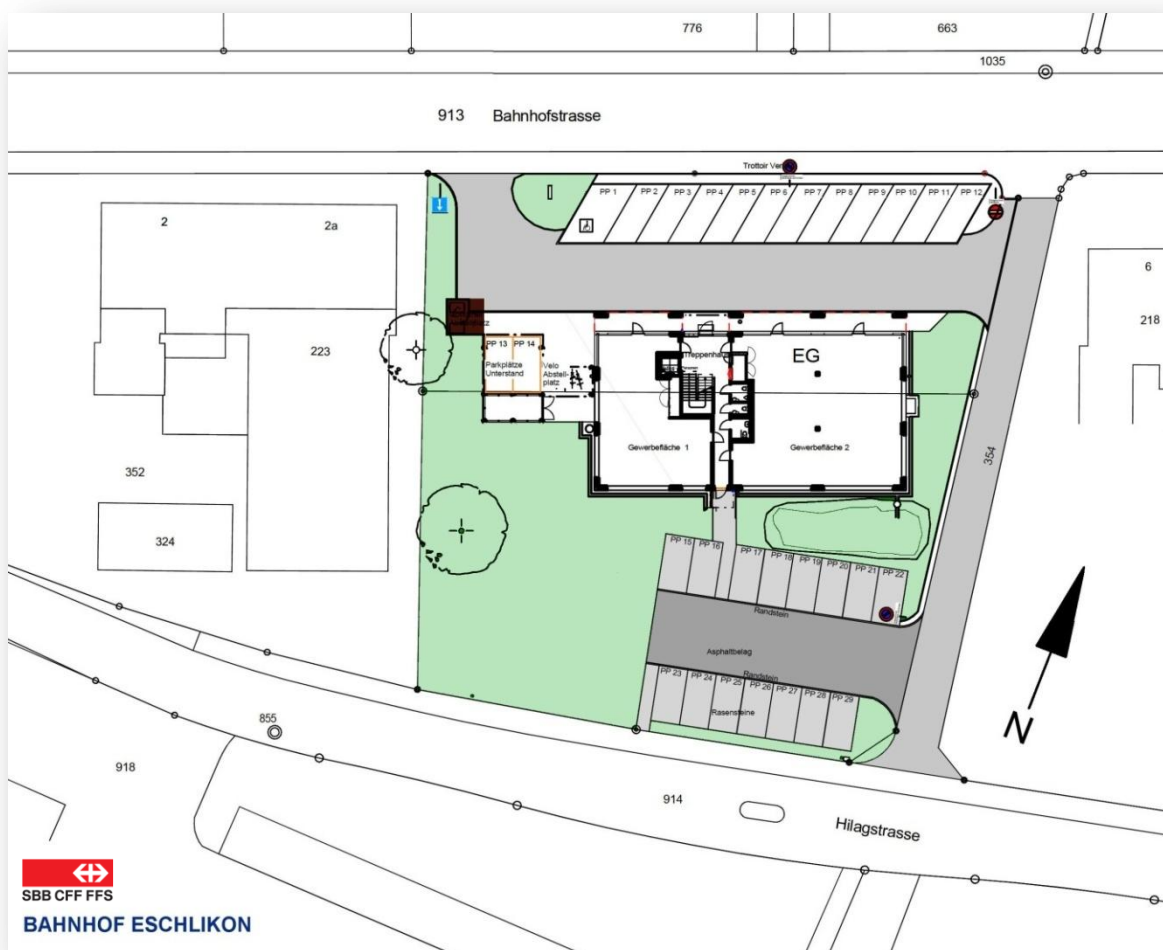 776
663
1035
913 Bahnhofstrasse
PP 1
PP 2
PP 3
PP 4
PP 5
PP 6
PP 7
PP 8
PP 9
PP 10
PP 11
PP 12
2
2a
6
218
223
PP 13
PP 14
Parkplätze
Unterstand
Velo
Abstell-
platz
Treppenhaus
EG
Gewerbefläche 1
Gewerbefläche 2
354
352
324
PP 15
PP 16
PP 17
PP 18
PP 19
PP 20
PP 21
PP 22
Randstein
Asphaltbelag
Randstein
PP 23
PP 24
PP 25
PP 26
PP 27
PP 28
PP 29
Rasensteine
N
855
918
914
Hilagstrasse
SBB CFF FFS
BAHNHOF ESCHLIKON